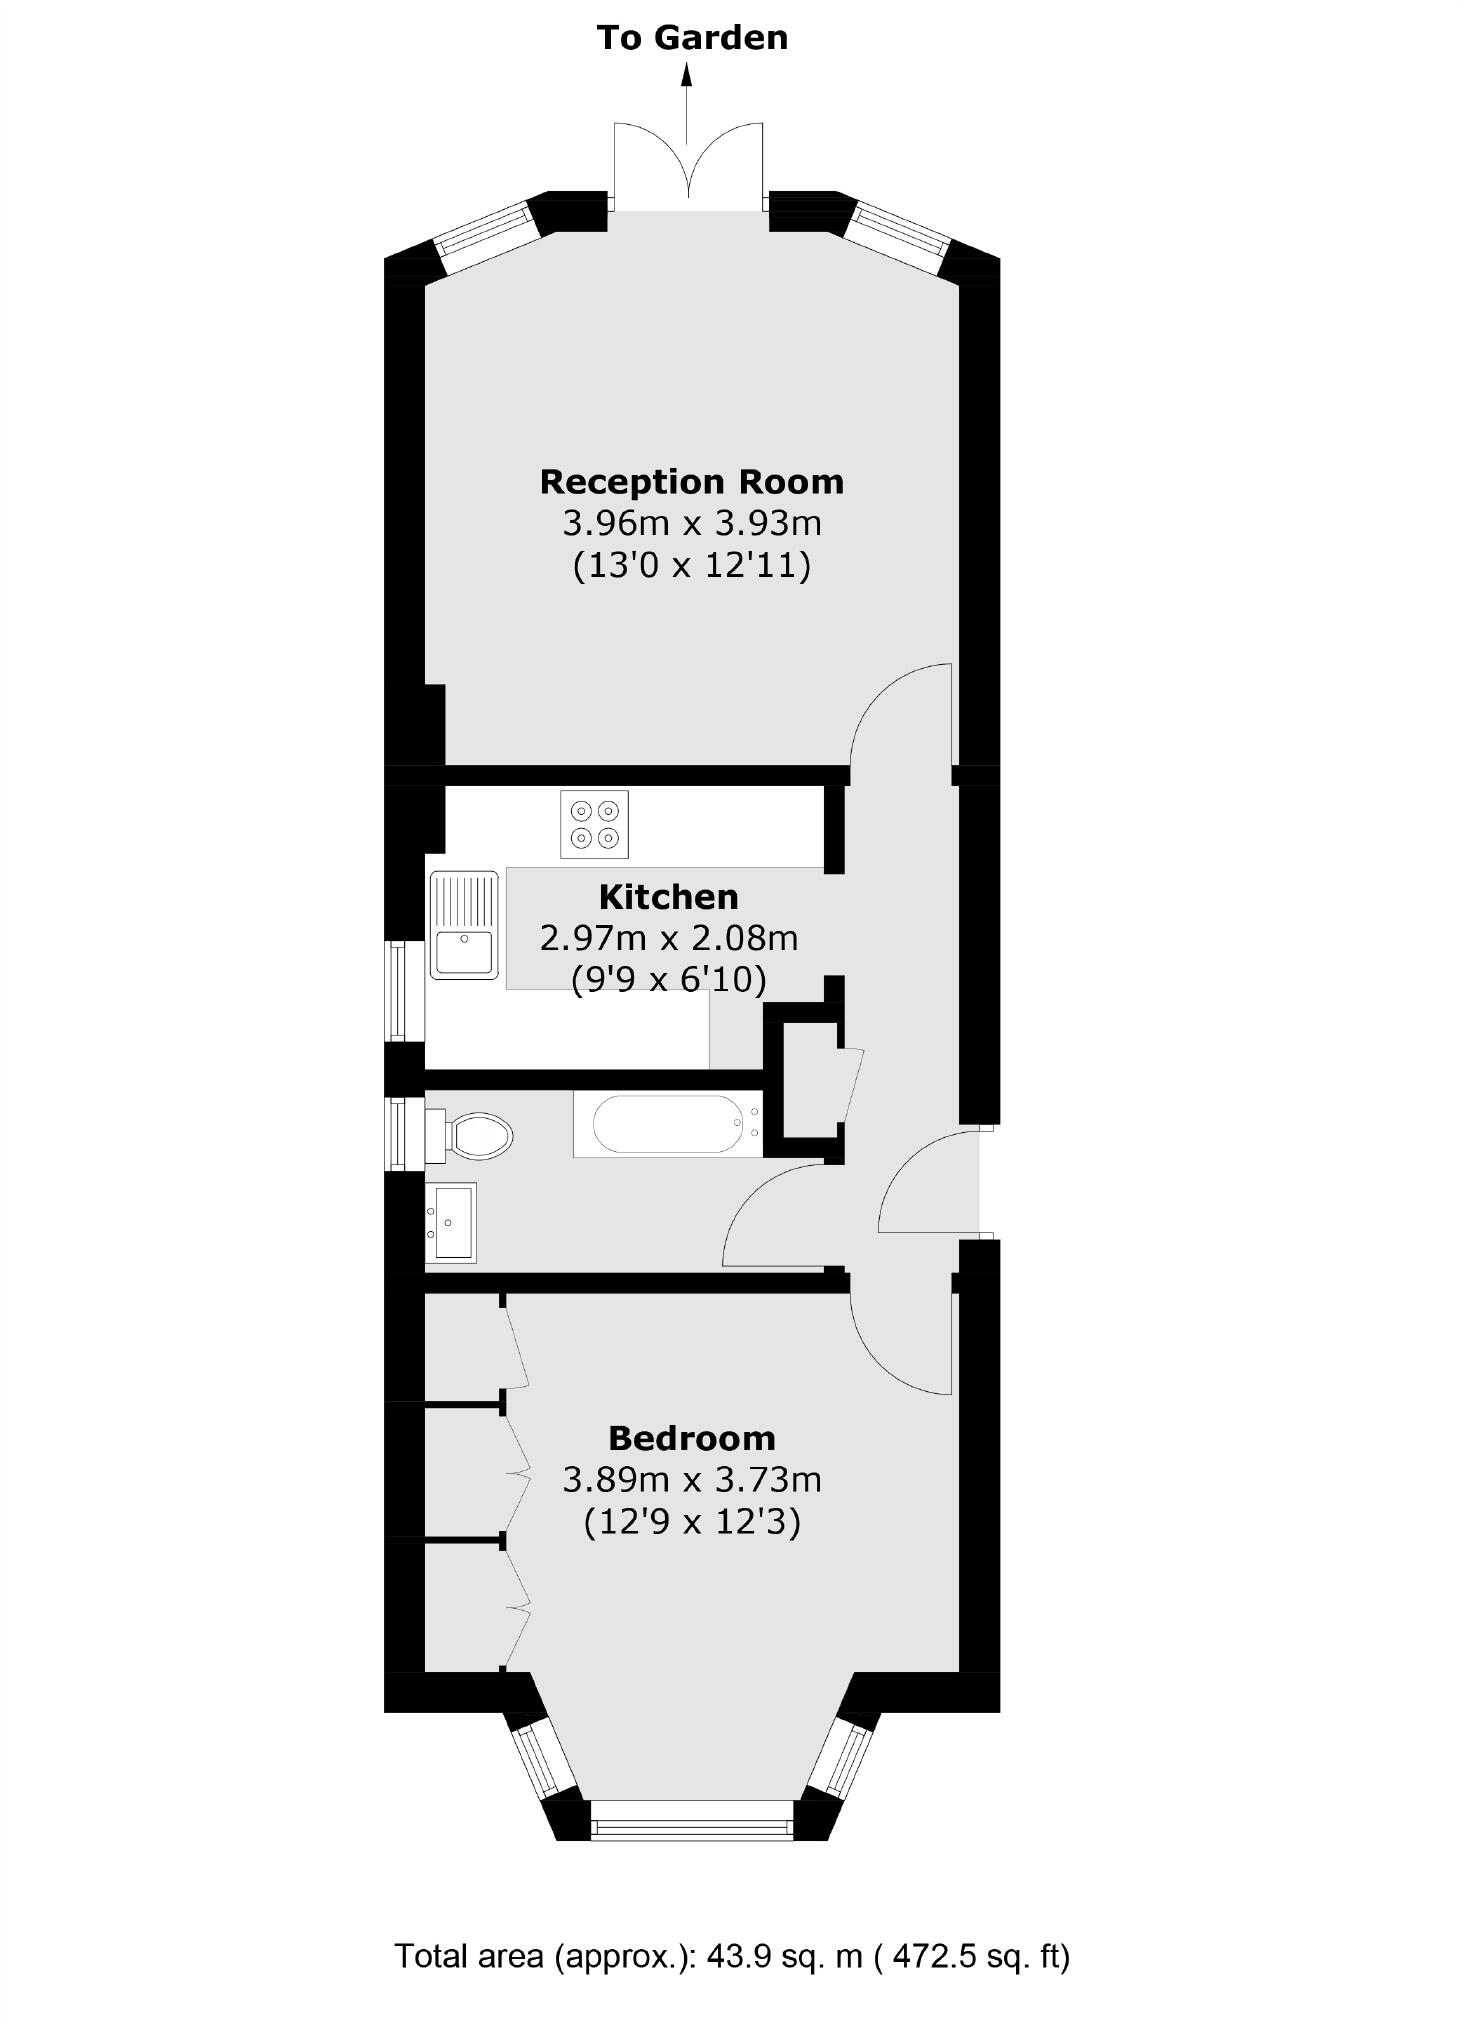 To Garden
Reception Room
3.96m x 3.93m
(13'0 x 12'11)
Kitchen
2.97m x 2.08m
(9'9 x 6'10)
Bedroom
3.89m x 3.73m
(12'9 x 12'3)
Total area (approx.): 43.9 sq. m ( 472.5 sq. ft)